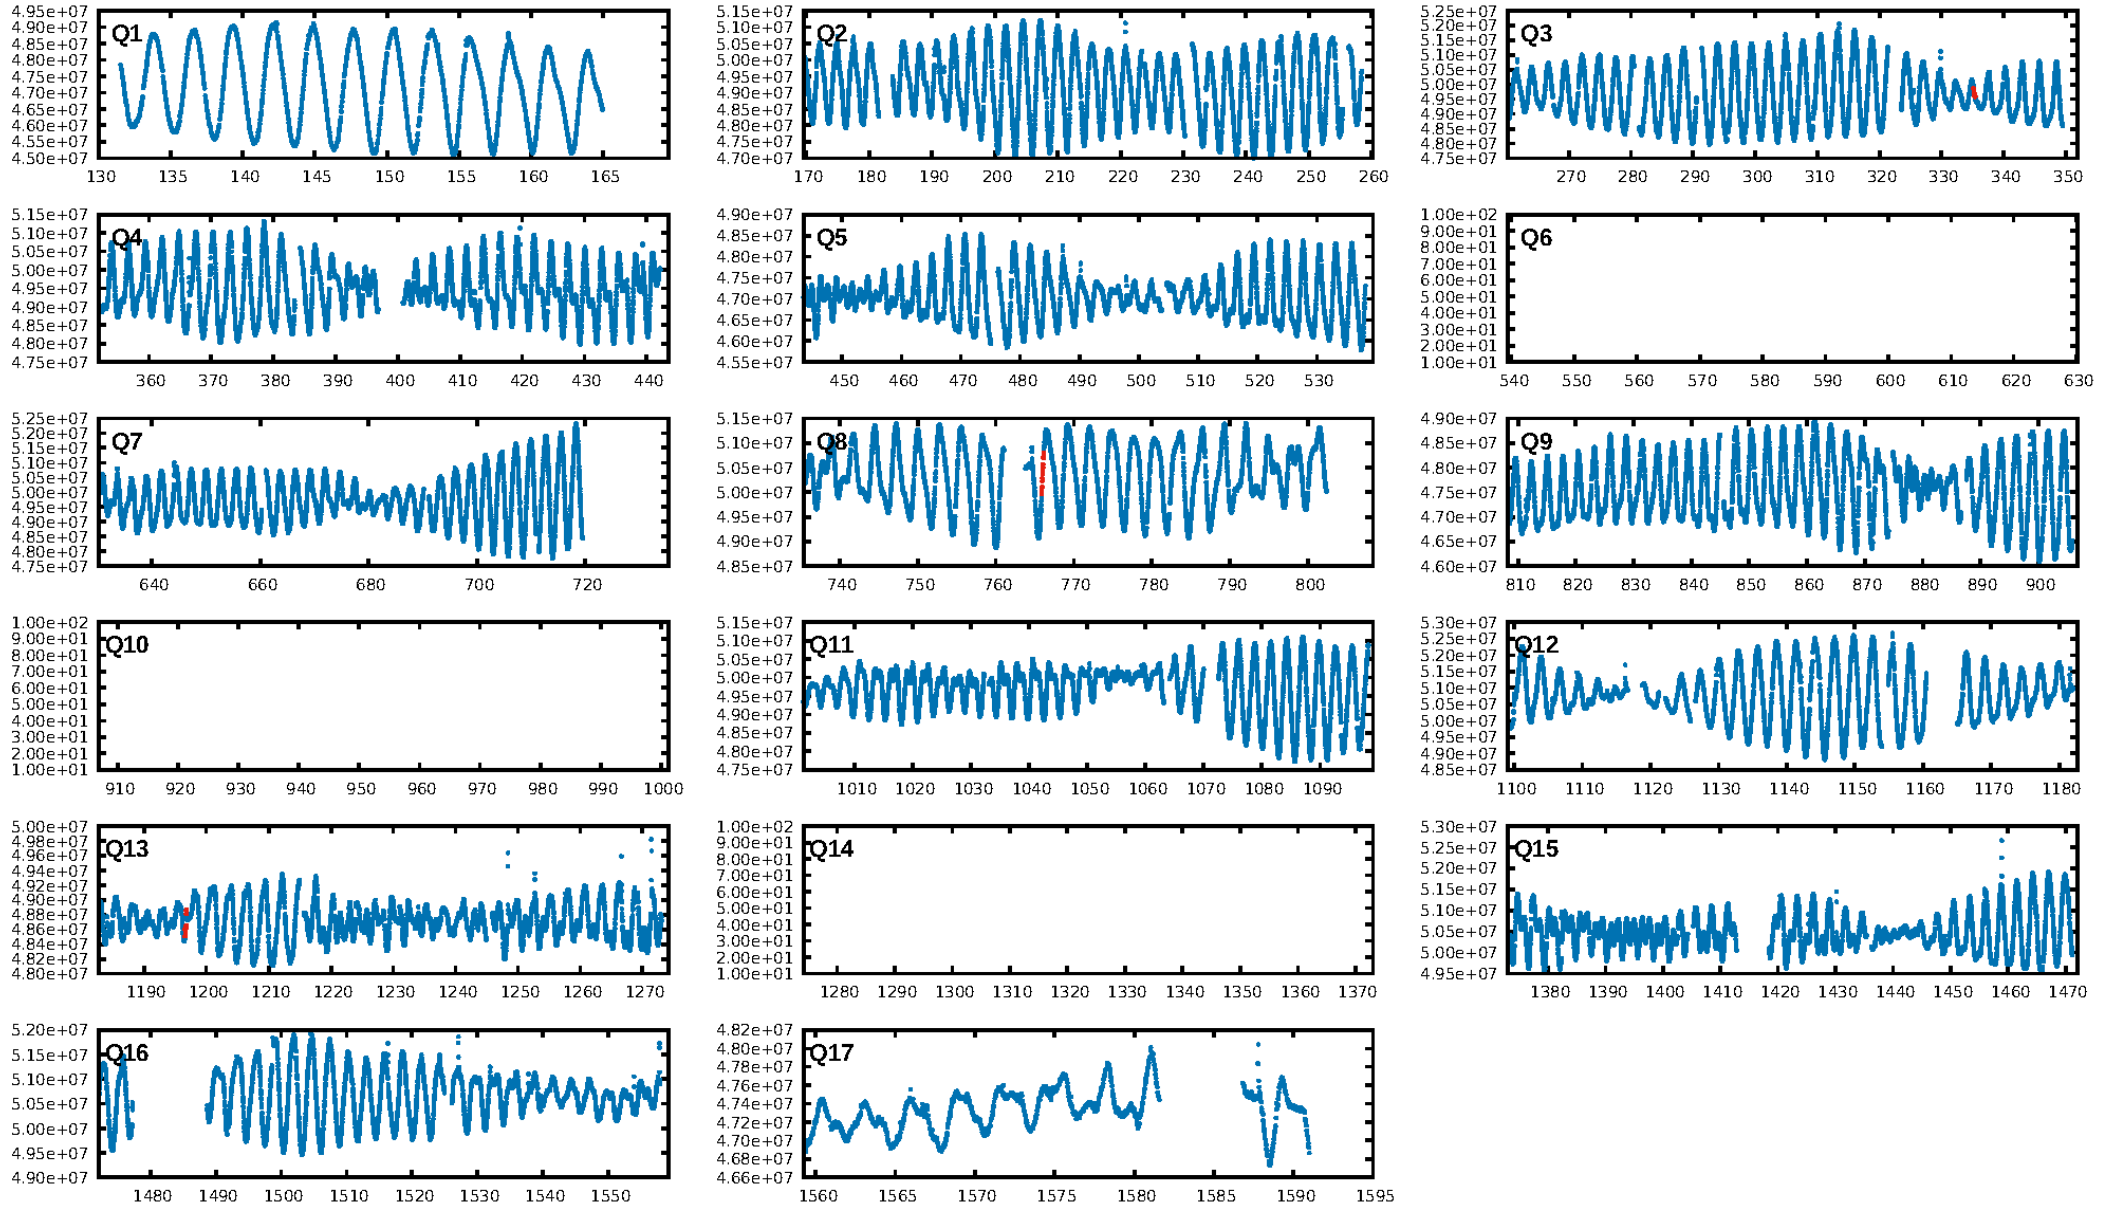 4.95e+07 4.90e+07 4.85e+07 4.80e+07 4.75e+07 4.70e+07 4.65e+07 4.60e+07 4.55e+07 4.50e+07
Q1
130 135 140 145 150 155 160 165
5.15e+07 5.10e+07 5.05e+07 5.00e+07 4.95e+07 4.90e+07 4.85e+07 4.80e+07 4.75e+07 4.70e+07
Q2
170 180 190 200 210 220 230 240 250 260
5.25e+07 5.20e+07 5.15e+07 5.10e+07 5.05e+07 5.00e+07 4.95e+07 4.90e+07 4.85e+07 4.80e+07 4.75e+07
Q3
270 280 290 300 310 320 330 340 350
5.15e+07 5.10e+07 5.05e+07 5.00e+07 4.95e+07 4.90e+07 4.85e+07 4.80e+07 4.75e+07
Q4
360 370 380 390 400 410 420 430 440
4.90e+07 4.85e+07 4.80e+07 4.75e+07 4.70e+07 4.65e+07 4.60e+07 4.55e+07
Q5
450 460 470 480 490 500 510 520 530
1.00e+02 9.00e+01 8.00e+01 7.00e+01 6.00e+01 5.00e+01 4.00e+01 3.00e+01 2.00e+01 1.00e+01
Q6
540 550 560 570 580 590 600 610 620 630
5.25e+07 5.20e+07 5.15e+07 5.10e+07 5.05e+07 5.00e+07 4.95e+07 4.90e+07 4.85e+07 4.80e+07 4.75e+07
Q7
640 660 680 700 720
5.15e+07 5.10e+07 5.05e+07 5.00e+07 4.95e+07 4.90e+07 4.85e+07
Q8
740 750 760 770 780 790 800
4.90e+07 4.85e+07 4.80e+07 4.75e+07 4.70e+07 4.65e+07 4.60e+07
Q9
810 820 830 840 850 860 870 880 890 900
1.00e+02 9.00e+01 8.00e+01 7.00e+01 6.00e+01 5.00e+01 4.00e+01 3.00e+01 2.00e+01 1.00e+01
Q10
910 920 930 940 950 960 970 980 990 1000
5.15e+07 5.10e+07 5.05e+07 5.00e+07 4.95e+07 4.90e+07 4.85e+07 4.80e+07 4.75e+07
Q11
1010 1020 1030 1040 1050 1060 1070 1080 1090
5.30e+07 5.25e+07 5.20e+07 5.15e+07 5.10e+07 5.05e+07 5.00e+07 4.95e+07 4.90e+07 4.85e+07
Q12
1100 1110 1120 1130 1140 1150 1160 1170 1180
5.00e+07 4.98e+07 4.96e+07 4.94e+07 4.92e+07 4.90e+07 4.88e+07 4.86e+07 4.84e+07 4.82e+07 4.80e+07
Q13
1190 1200 1210 1220 1230 1240 1250 1260 1270
1.00e+02 9.00e+01 8.00e+01 7.00e+01 6.00e+01 5.00e+01 4.00e+01 3.00e+01 2.00e+01 1.00e+01
Q14
1280 1290 1300 1310 1320 1330 1340 1350 1360 1370
5.30e+07 5.25e+07 5.20e+07 5.15e+07 5.10e+07 5.05e+07 5.00e+07 4.95e+07
Q15
1380 1390 1400 1410 1420 1430 1440 1450 1460 1470
5.20e+07 5.15e+07 5.10e+07 5.05e+07 5.00e+07 4.95e+07 4.90e+07
Q16
1480 1490 1500 1510 1520 1530 1540 1550
4.82e+07 4.80e+07 4.78e+07 4.76e+07 4.74e+07 4.72e+07 4.70e+07 4.68e+07 4.66e+07
Q17
1560 1565 1570 1575 1580 1585 1590 1595